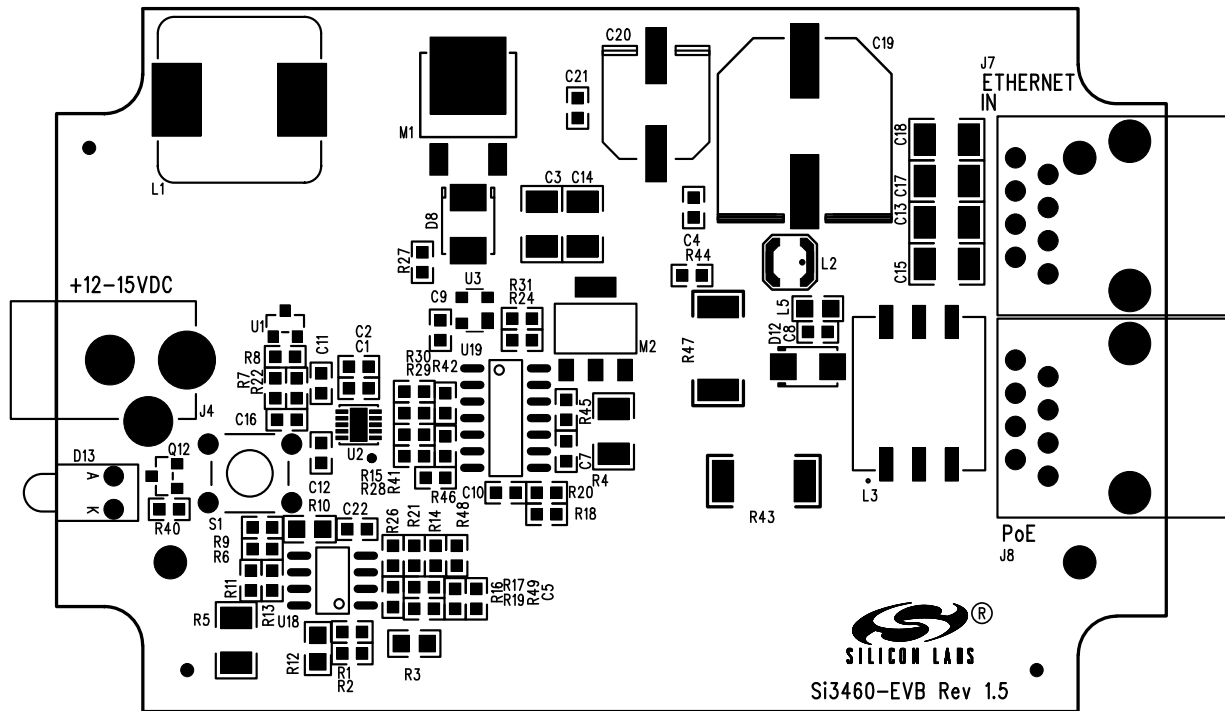 C20
C19
J7
ETHERNET
IN
C21
M1
C18
L1
C3 C14
C17
D8
C13
C4
R27
R44
L2
C15
+12-15VDC
U3
R31
R24
C9
L5
U1
C2
C1
D12
C8
M2
R8
C11
U19
R47
R30
R29
R42
R7
R22
J4
C16
R45
D13
Q12
U2
C7
A
R15
R28
R41
R4
C12
R46
C10
R20
L3
K
S1
R10
R18
R40
C22
R43
R9
R6
R26
R21
R14
R48
PoE
J8
R11
R13
R16
R17
R19
R49
C5
R5
U18
®
R12
R1
R2
R3
SILICON LABS
Si3460-EVB Rev 1.5